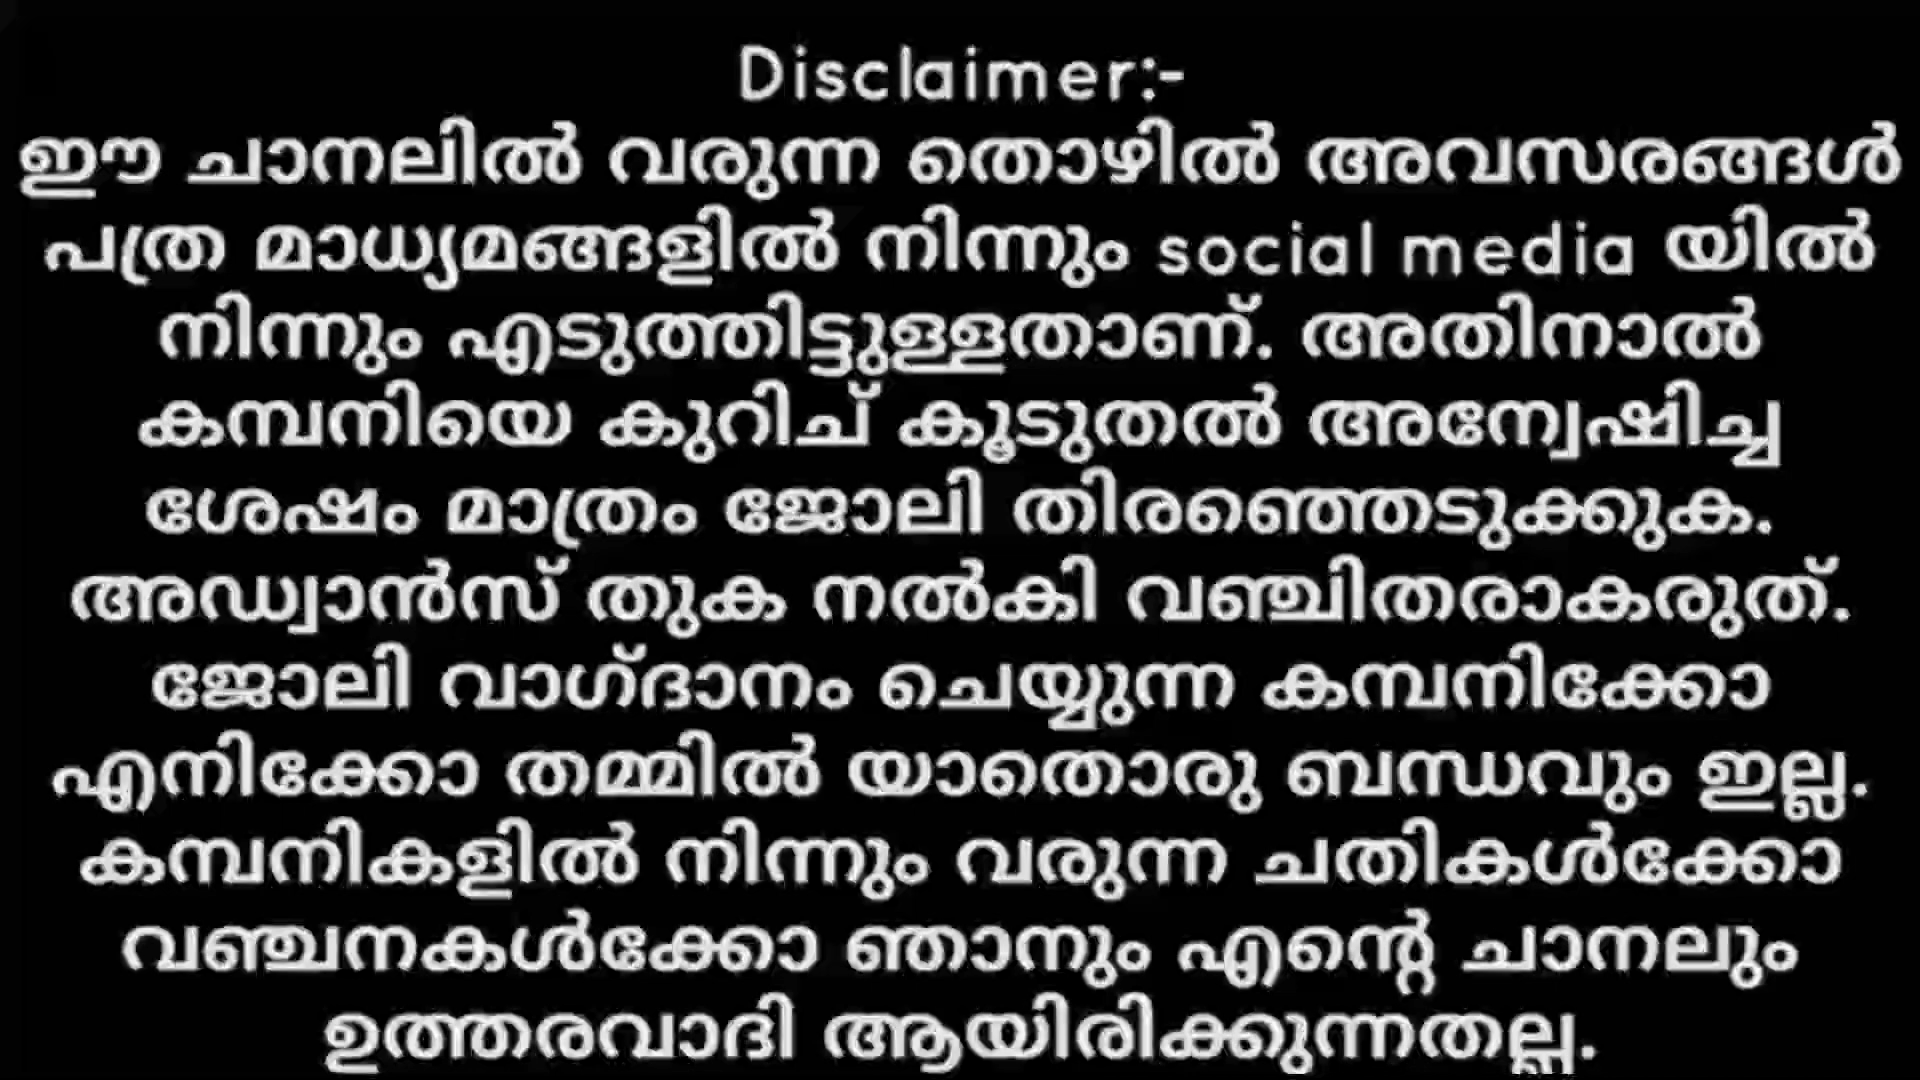 Disclaimer:-
ഈ ചാനലിൽ വരുന്ന തൊഴിൽ അവസരങ്ങൾ
പത്ര മാധ്യമങ്ങളിൽ നിന്നും social media യിൽ
നിന്നും എടുത്തിട്ടുള്ളതാണ്. അതിനാൽ
കമ്പനിയെ കുറിച് കൂടുതൽ അന്വേഷിച്ച
ശേഷം മാത്രം ജോലി തിരഞ്ഞെടുക്കുക.
അഡ്വാൻസ് തുക നൽകി വഞ്ചിതരാകരുത്.
ജോലി വാഗ്ദാനം ചെയ്യുന്ന കമ്പനിക്കോ
എനിക്കോ തമ്മിൽ യാതൊരു ബന്ധവും ഇല്ല.
കമ്പനികളിൽ നിന്നും വരുന്ന ചതികൾക്കോ
വഞ്ചനകൾക്കോ ഞാനും എന്റെ ചാനലും
ഉത്തരവാദി ആയിരിക്കുന്നതല്ല.